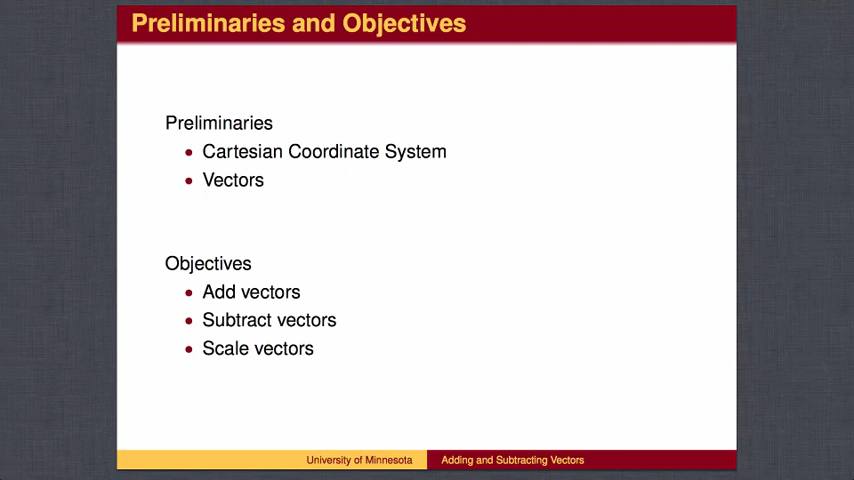 Preliminaries and Objectives
Preliminaries
Cartesian Coordinate System
Vectors
Objectives
Add vectors
Subtract vectors
Scale vectors
University of Minnesota
Adding and Subtracting Vectors